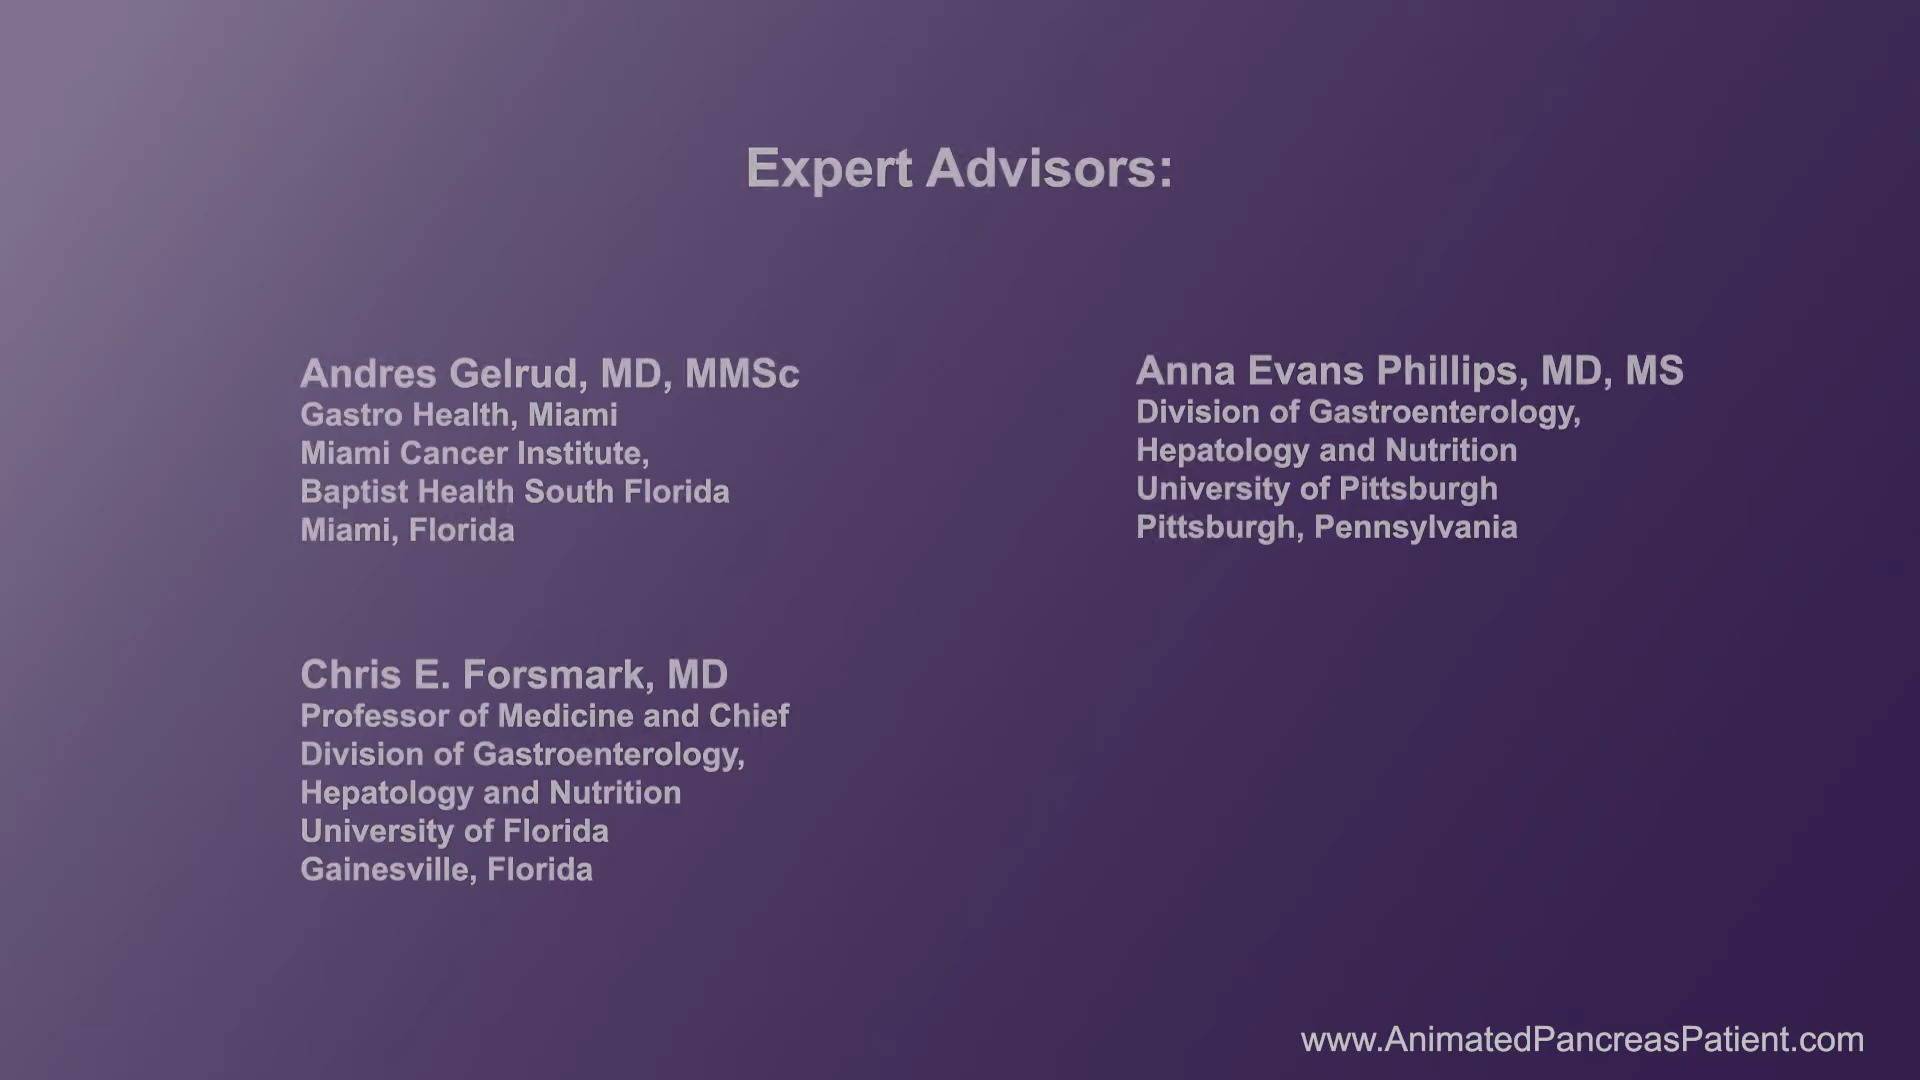 Expert Advisors:
Andres Gelrud, MD, MMSc
Gastro Health, Miami
Miami Cancer Institute,
Baptist Health South Florida
Miami, Florida
Anna Evans Phillips, MD, MS
Division of Gastroenterology,
Hepatology and Nutrition
University of Pittsburgh
Pittsburgh, Pennsylvania
Chris E. Forsmark, MD
Professor of Medicine and Chief
Division of Gastroenterology,
Hepatology and Nutrition
University of Florida
Gainesville, Florida
www.AnimatedPancreasPatient.com